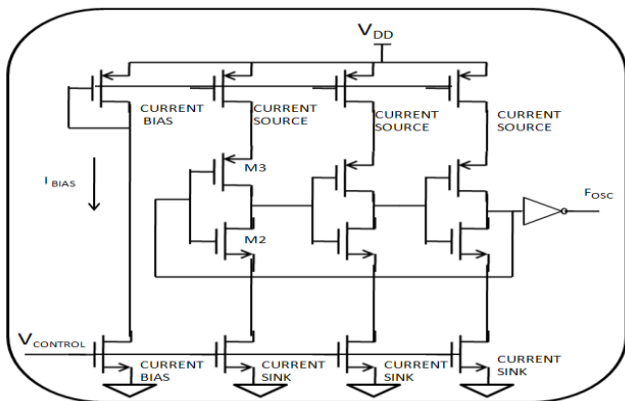 VDD
CURRENT
BIAS
CURRENT
SOURCE
CURRENT
SOURCE
CURRENT
SOURCE
I BIAS
M3
M2
FOSC
VCONTROL
CURRENT
BIAS
CURRENT
SINK
CURRENT
SINK
CURRENT
SINK